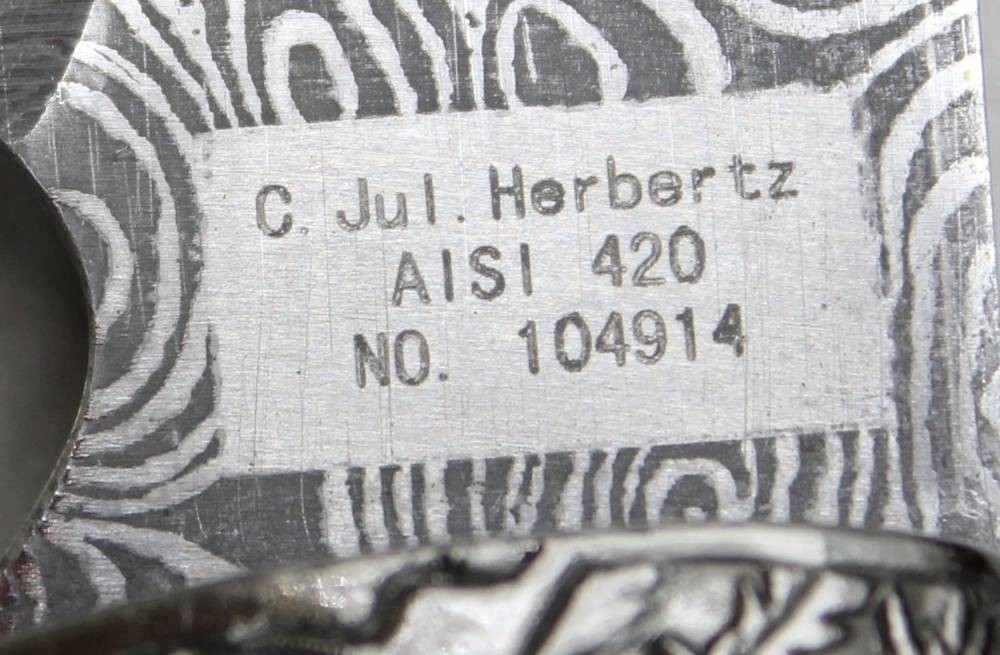 C. Jul. Herbertz
AISI 420
NO. 104914